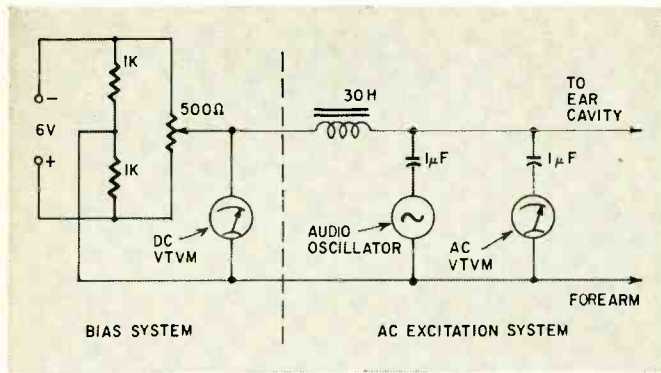 1K
500Ω
−
6V
+
1K
DC
VTVM
30H
1μF
AUDIO
OSCILLATOR
1μF
AC
VTVM
TO
EAR
CAVITY
FOREARM
BIAS SYSTEM
AC EXCITATION SYSTEM